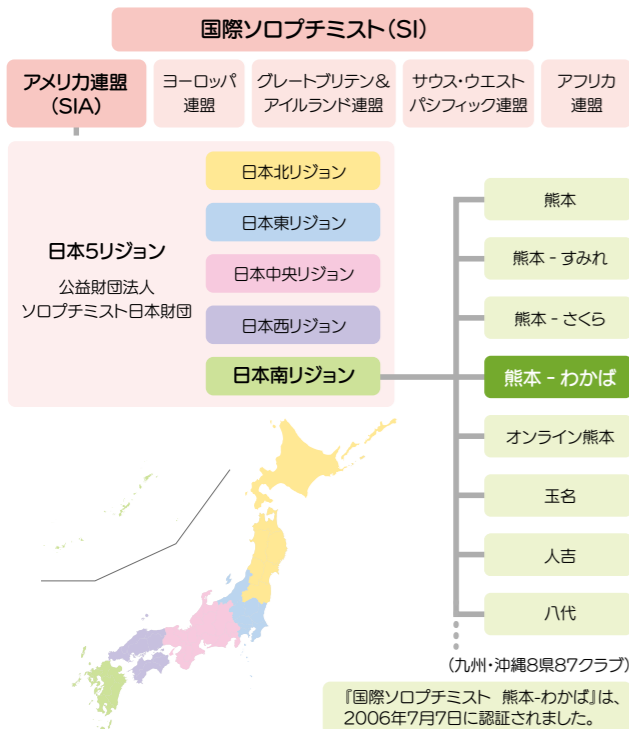 国際ソロプチミスト(SI)
アメリカ連盟
(SIA)
ヨーロッパ
連盟
グレートブリテン&
アイルランド連盟
サウス・ウエスト
パシフィック連盟
アフリカ
連盟
日本5リジョン
公益財団法人
ソロプチミスト日本財団
日本北リジョン
日本東リジョン
日本中央リジョン
日本西リジョン
日本南リジョン
熊本
熊本 - すみれ
熊本 - さくら
熊本 - わかば
オンライン熊本
玉名
人吉
八代
(九州・沖縄8県87クラブ)
『国際ソロプチミスト 熊本-わかば』は、
2006年7月7日に認証されました。